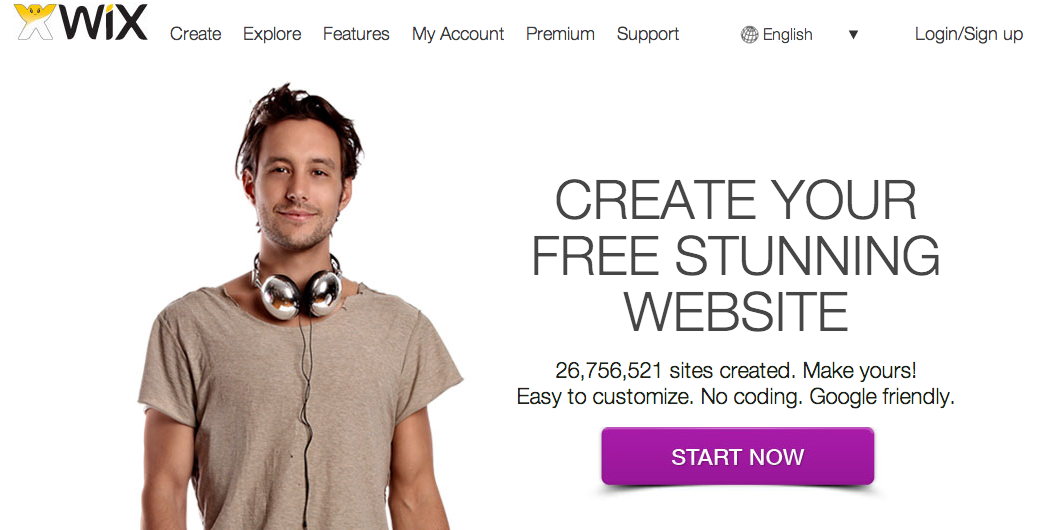 WiX
Create Explore Features My Account Premium Support English ▼ Login/Sign up
CREATE YOUR
FREE STUNNING
WEBSITE
26,756,521 sites created. Make yours!
Easy to customize. No coding. Google friendly.
START NOW